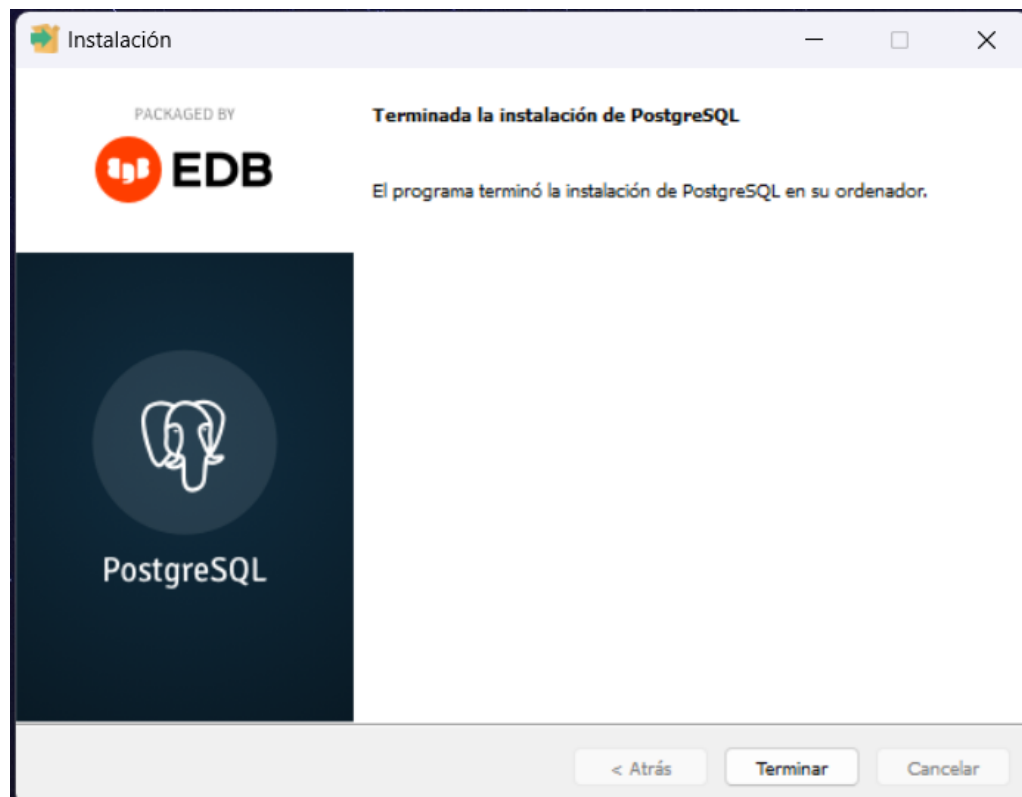 Instalación
PACKAGED BY
EDB
Terminada la instalación de PostgreSQL
El programa terminó la instalación de PostgreSQL en su ordenador.
PostgreSQL
< Atrás
Terminar
Cancelar